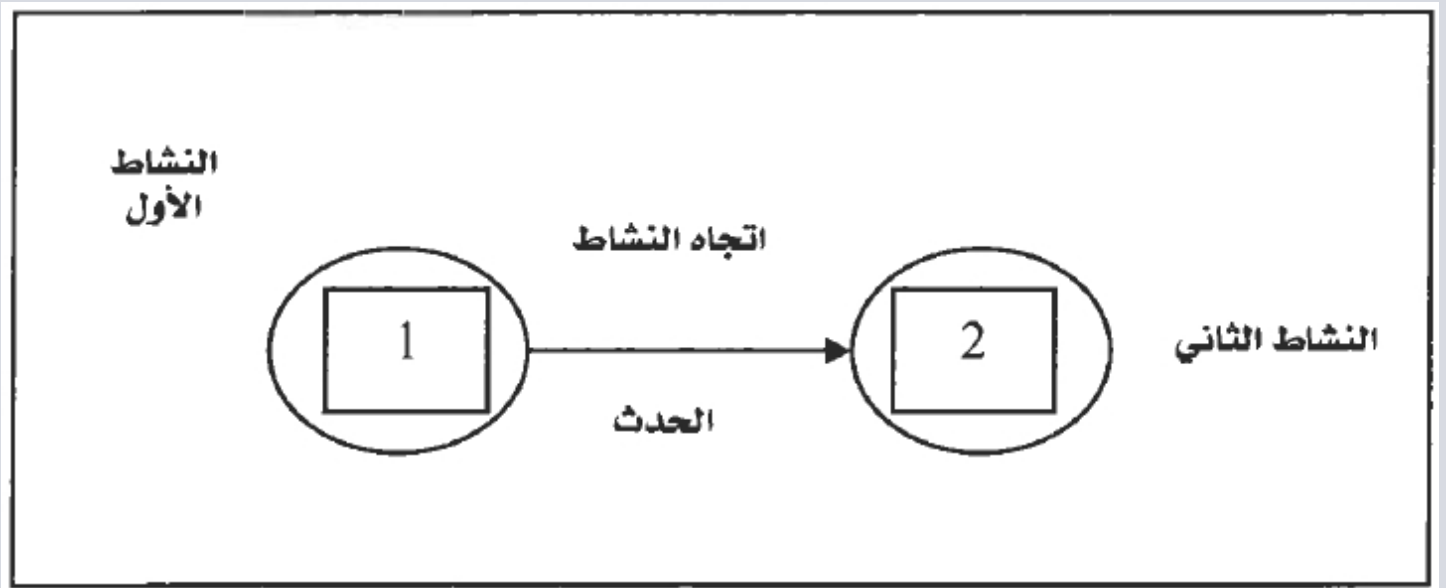 النشاط
الأول
اتجاه النشاط
1
2
النشاط الثاني
الحدث